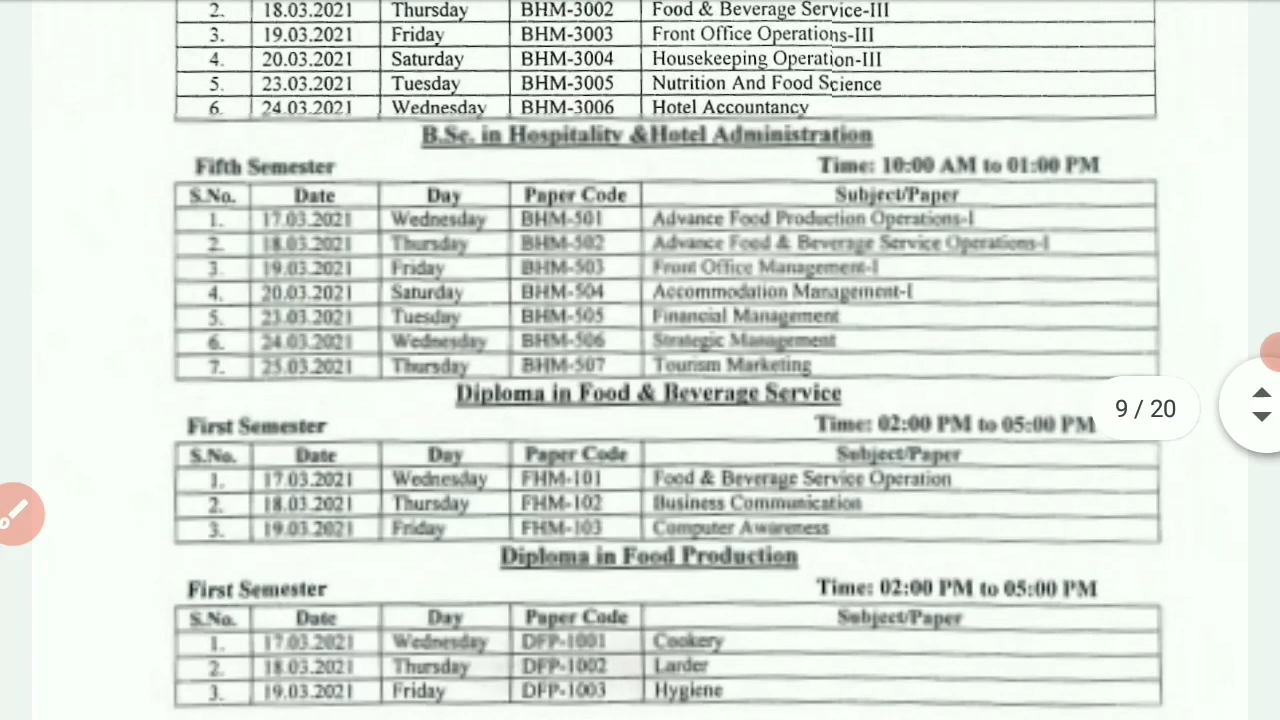 2. 18.03.2021 Thursday BHM-3002 Food & Beverage Service-III
3. 19.03.2021 Friday BHM-3003 Front Office Operations-III
4. 20.03.2021 Saturday BHM-3004 Housekeeping Operation-III
5. 23.03.2021 Tuesday BHM-3005 Nutrition And Food Science
6. 24.03.2021 Wednesday BHM-3006 Hotel Accountancy
B.Sc. in Hospitality &Hotel Administration
Fifth Semester Time: 10:00 AM to 01:00 PM
S.No. Date Day Paper Code Subject/Paper
1. 17.03.2021 Wednesday BHM-501 Advance Food Production Operations-I
2. 18.03.2021 Thursday BHM-502 Advance Food & Beverage Service Operations-I
3. 19.03.2021 Friday BHM-503 Front Office Management-I
4. 20.03.2021 Saturday BHM-504 Accommodation Management-I
5. 23.03.2021 Tuesday BHM-505 Financial Management
6. 24.03.2021 Wednesday BHM-506 Strategic Management
7. 25.03.2021 Thursday BHM-507 Tourism Marketing
Diploma in Food & Beverage Service
9 / 20
First Semester Time: 02:00 PM to 05:00 PM
S.No. Date Day Paper Code Subject/Paper
1. 17.03.2021 Wednesday FHM-101 Food & Beverage Service Operation
2. 18.03.2021 Thursday FHM-102 Business Communication
3. 19.03.2021 Friday FHM-103 Computer Awareness
Diploma in Food Production
First Semester Time: 02:00 PM to 05:00 PM
S.No. Date Day Paper Code Subject/Paper
1. 17.03.2021 Wednesday DFP-1001 Cookery
2. 18.03.2021 Thursday DFP-1002 Larder
3. 19.03.2021 Friday DFP-1003 Hygiene